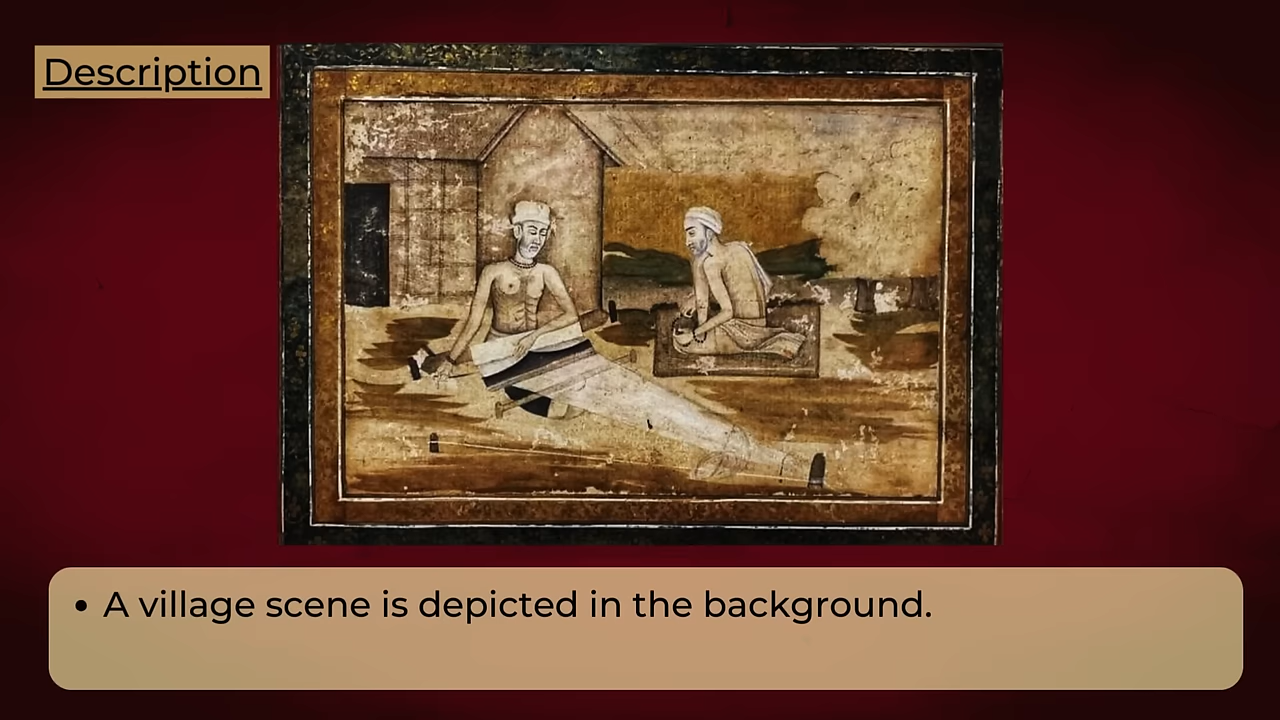 Description
• A village scene is depicted in the background.